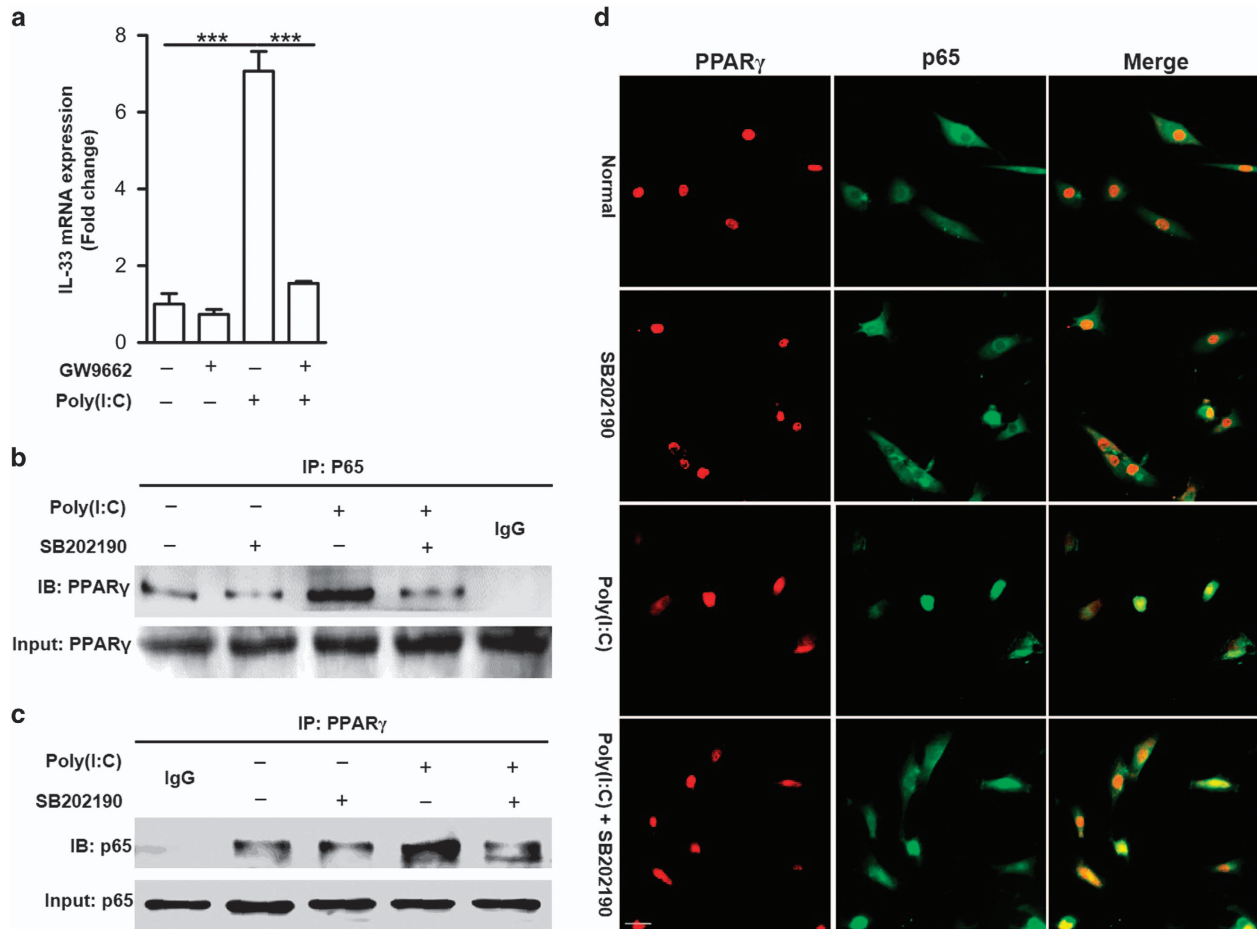 a
IL-33 mRNA expression
(Fold change)
8
6
4
2
0
*** ***
GW9662 – + – +
Poly(I:C) – – + +
b
IP: P65
Poly(I:C) – – + +
SB202190 – + – +
IgG
IB: PPARγ
Input: PPARγ
c
IP: PPARγ
Poly(I:C) – – + +
IgG
SB202190 – + – +
IB: p65
Input: p65
d
PPARγ p65 Merge
Normal
SB202190
Poly(I:C)
Poly(I:C) + SB202190